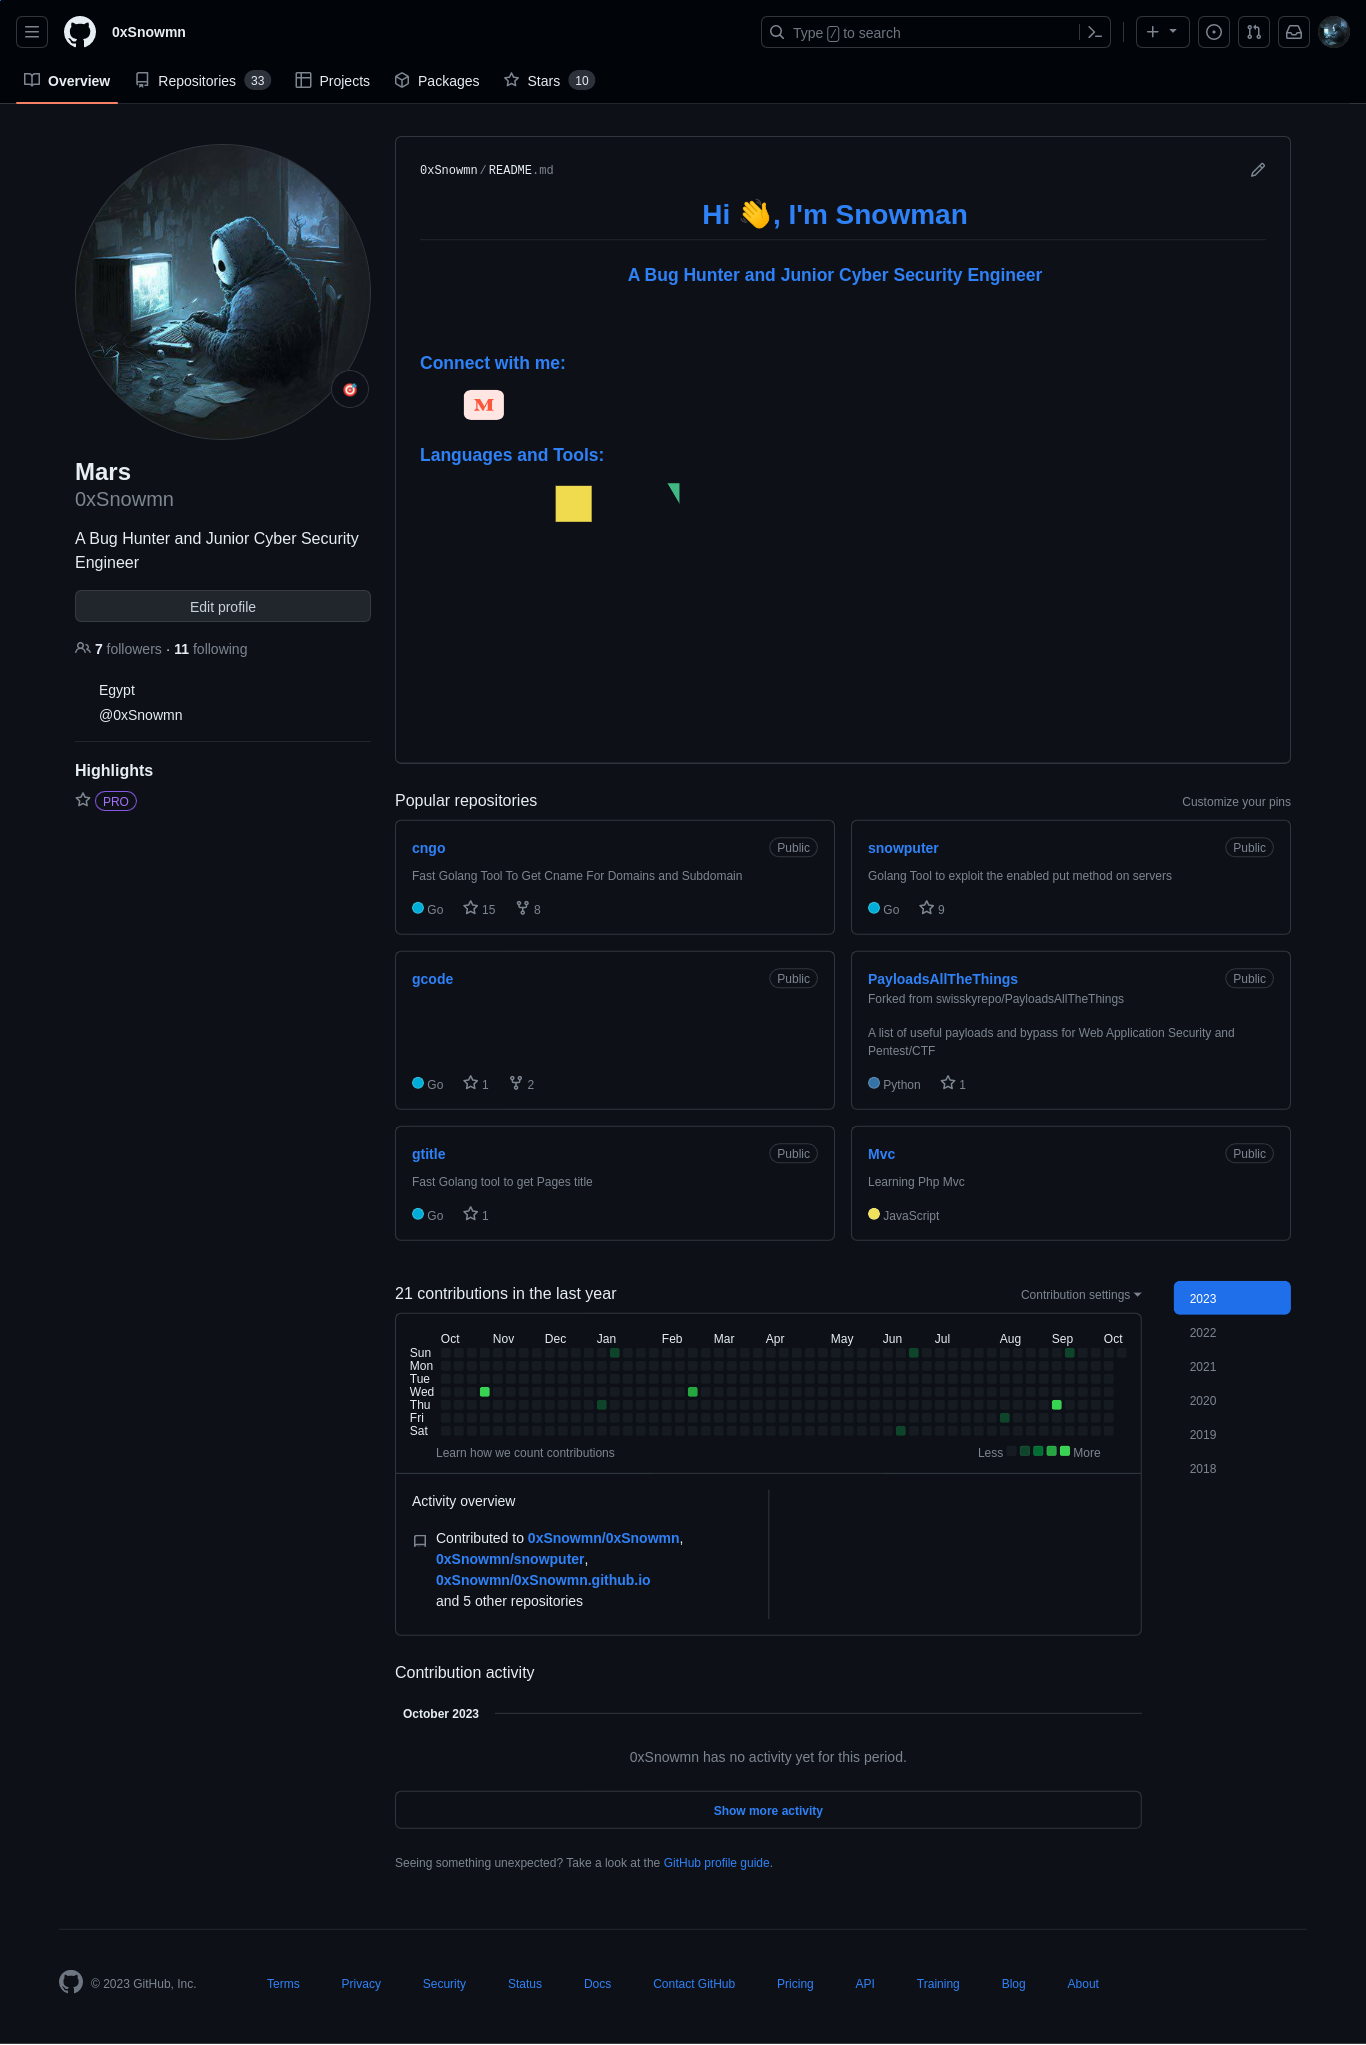 0xSnowmn
Type / to search
Overview
Repositories 33
Projects
Packages
Stars 10
Mars
0xSnowmn
A Bug Hunter and Junior Cyber Security
Engineer
Edit profile
7 followers · 11 following
Egypt
@0xSnowmn
Highlights
PRO
0xSnowmn/README.md
Hi 👋, I'm Snowman
A Bug Hunter and Junior Cyber Security Engineer
Connect with me:
M
Languages and Tools:
Popular repositories
Customize your pins
cngo
Public
Fast Golang Tool To Get Cname For Domains and Subdomain
Go 15 8
snowputer
Public
Golang Tool to exploit the enabled put method on servers
Go 9
gcode
Public
Go 1 2
PayloadsAllTheThings
Public
Forked from swisskyrepo/PayloadsAllTheThings
A list of useful payloads and bypass for Web Application Security and
Pentest/CTF
Python 1
gtitle
Public
Fast Golang tool to get Pages title
Go 1
Mvc
Public
Learning Php Mvc
JavaScript
21 contributions in the last year
Contribution settings
Oct Nov Dec Jan Feb Mar Apr May Jun Jul Aug Sep Oct
Sun
Mon
Tue
Wed
Thu
Fri
Sat
Learn how we count contributions
Less More
2023
2022
2021
2020
2019
2018
Activity overview
Contributed to 0xSnowmn/0xSnowmn,
0xSnowmn/snowputer,
0xSnowmn/0xSnowmn.github.io
and 5 other repositories
Contribution activity
October 2023
0xSnowmn has no activity yet for this period.
Show more activity
Seeing something unexpected? Take a look at the GitHub profile guide.
© 2023 GitHub, Inc.
Terms
Privacy
Security
Status
Docs
Contact GitHub
Pricing
API
Training
Blog
About